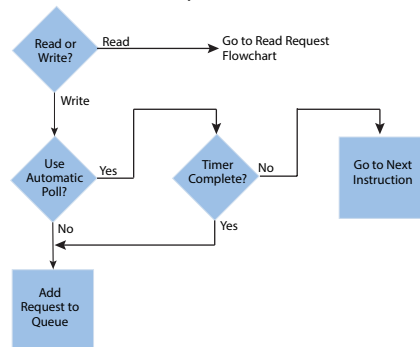 Read or
Write?
Read
Go to Read Request
Flowchart
Write
Use
Automatic
Poll?
Yes
Timer
Complete?
No
Go to Next
Instruction
No
Yes
Add
Request to
Queue